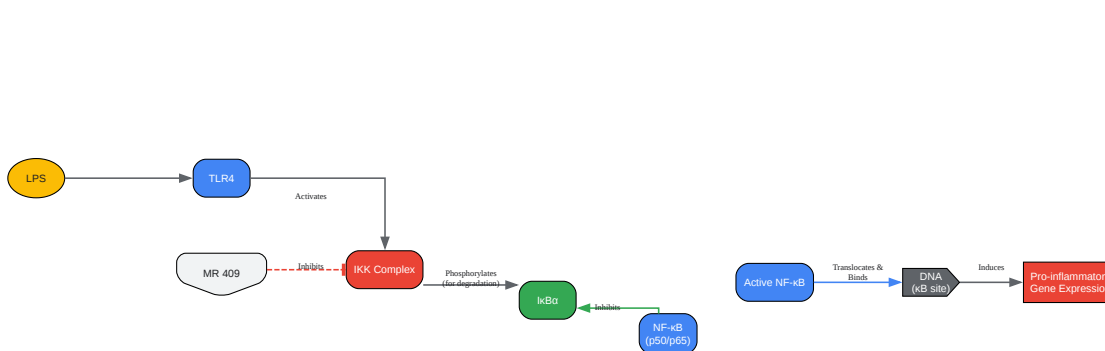 LPS
TLR4
Activates
MR 409
Inhibits
IKK Complex
Phosphorylates
(for degradation)
IκBα
Inhibits
NF-κB
(p50/p65)
Active NF-κB
Translocates &
Binds
DNA
(κB site)
Induces
Pro-inflammator
Gene Expressio